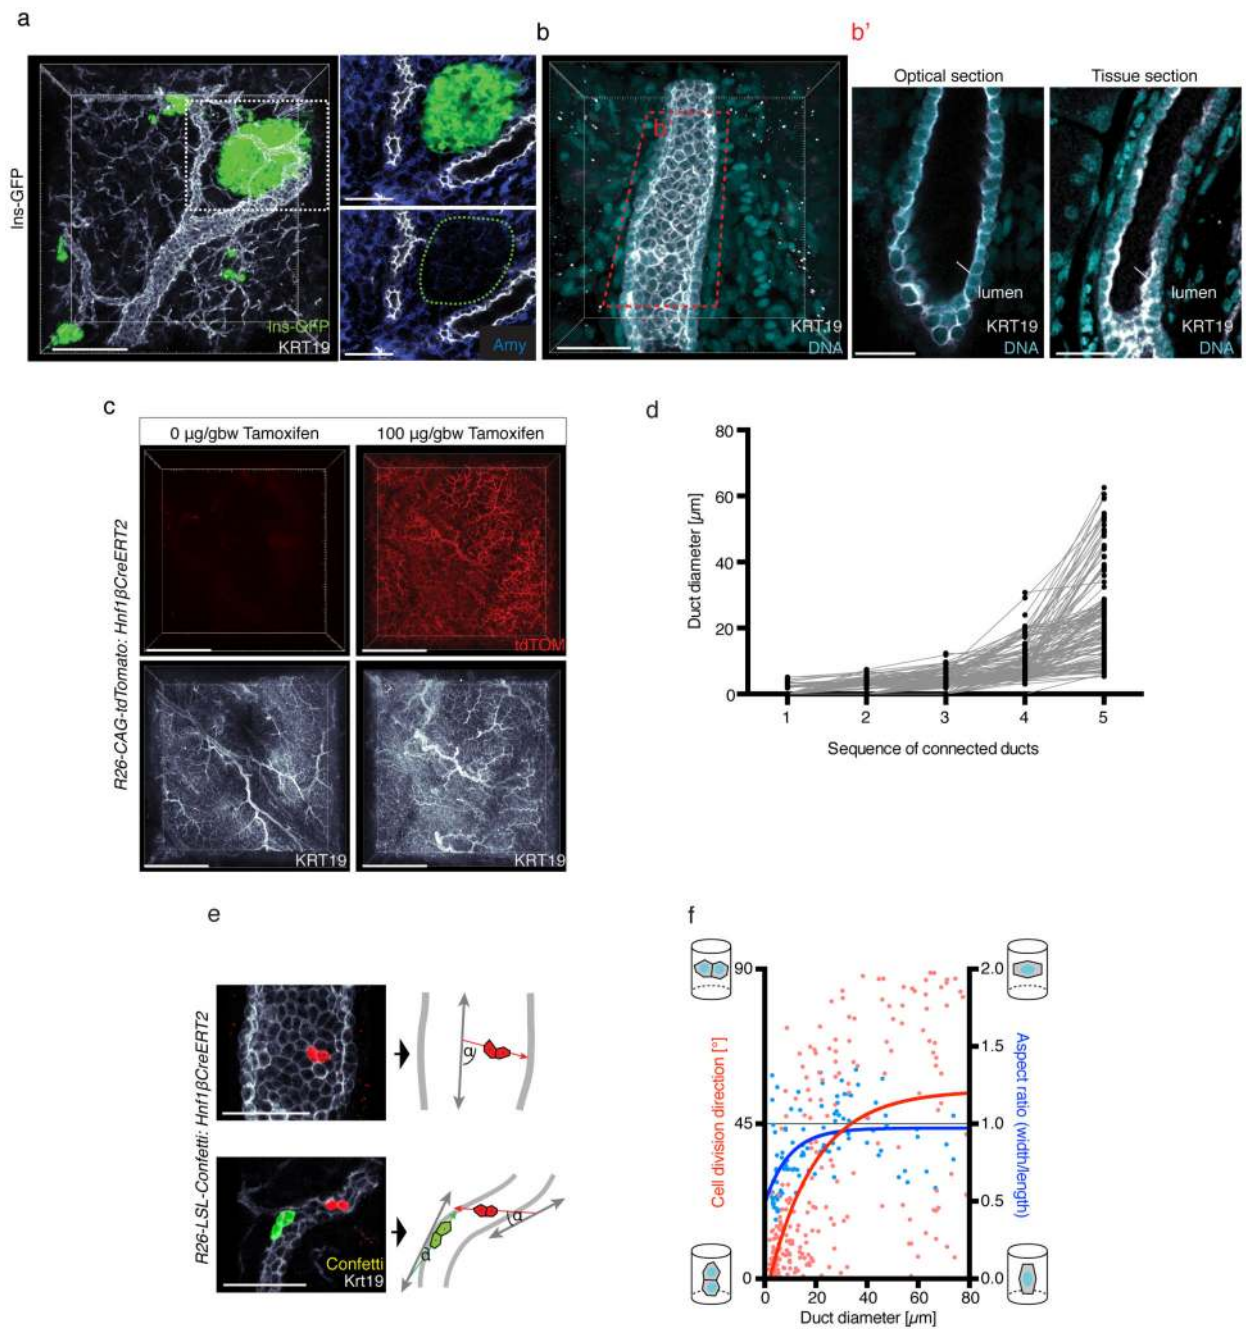 a
Ins-GFP
Ins-GFP
KRT19
Amy
b
b
KRT19
DNA
b'
Optical section
lumen
KRT19
DNA
Tissue section
lumen
KRT19
DNA
c
0 µg/gbw Tamoxifen
100 µg/gbw Tamoxifen
R26-CAG-tdTomato: Hnf1βCreERT2
tdTOM
KRT19
KRT19
d
Duct diameter [µm]
80
60
40
20
0
1 2 3 4 5
Sequence of connected ducts
e
R26-LSL-Confetti: Hnf1βCreERT2
α
Confetti
Krt19
α
α
f
Cell division direction [°]
90
45
0
2.0
1.5
1.0
0.5
0.0
Aspect ratio (width/length)
0 20 40 60 80
Duct diameter [µm]